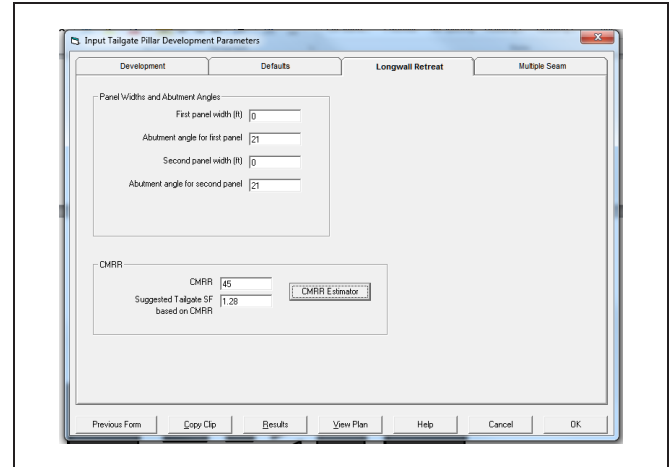 Input Tailgate Pillar Development Parameters
Development Defaults Longwall Retreat Multiple Seam
Panel Widths and Abutment Angles
First panel width (ft) 0
Abutment angle for first panel 21
Second panel width (ft) 0
Abutment angle for second panel 21
CMRR
CMRR 45
CMRR Estimator
Suggested Tailgate SF 1.28
based on CMRR
Previous Form Copy Clip Results View Plan Help Cancel OK